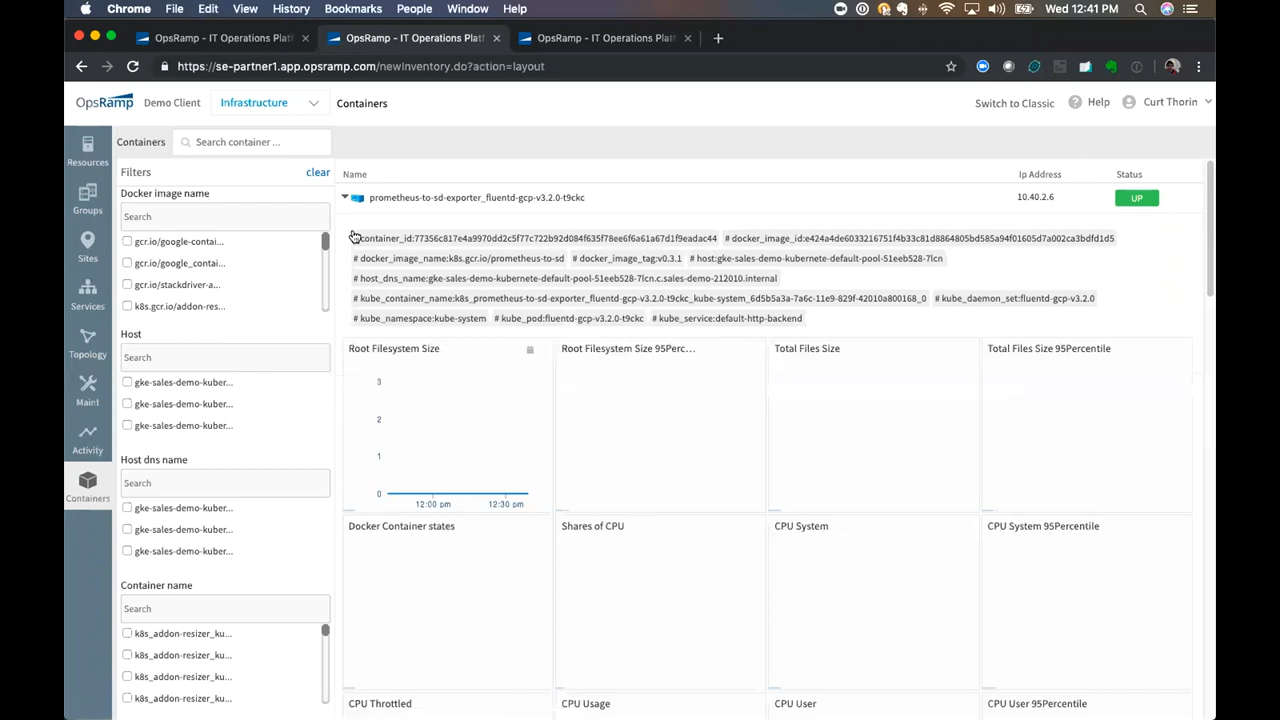 Chrome File Edit View History Bookmarks People Window Help Wed 12:41 PM
OpsRamp - IT Operations Platf OpsRamp - IT Operations Platf OpsRamp - IT Operations Platf
https://se-partner1.app.opsramp.com/newInventory.do?action=layout
OpsRamp Demo Client Infrastructure Containers Switch to Classic Help Curt Thorin
Containers Search container ...
Resources
Groups
Sites
Services
Topology
Maint
Activity
Containers
Filters clear
Docker image name
Search
gcr.io/google-contai...
gcr.io/google_contai...
gcr.io/stackdriver-a...
k8s.gcr.io/addon-res...
Host
Search
gke-sales-demo-kuber...
gke-sales-demo-kuber...
gke-sales-demo-kuber...
Host dns name
Search
gke-sales-demo-kuber...
gke-sales-demo-kuber...
gke-sales-demo-kuber...
Container name
Search
k8s_addon-resizer_ku...
k8s_addon-resizer_ku...
k8s_addon-resizer_ku...
k8s_addon-resizer_ku...
Name Ip Address Status
prometheus-to-sd-exporter_fluentd-gcp-v3.2.0-t9ckc 10.40.2.6 UP
container_id:77356c817e4a9970dd2c5f77c722b92d084f635f78ee6f6a61a67d1f9eadac44 # docker_image_id:e424a4de6033216751f4b33c81d8864805bd585a94f01605d7a002ca3bdfd1d5
# docker_image_name:k8s.gcr.io/prometheus-to-sd # docker_image_tag:v0.3.1 # host:gke-sales-demo-kubernete-default-pool-51eeb528-7lcn
# host_dns_name:gke-sales-demo-kubernete-default-pool-51eeb528-7lcn.c.sales-demo-212010.internal
# kube_container_name:k8s_prometheus-to-sd-exporter_fluentd-gcp-v3.2.0-t9ckc_kube-system_6d5b5a3a-7a6c-11e9-829f-42010a800168_0 # kube_daemon_set:fluentd-gcp-v3.2.0
# kube_namespace:kube-system # kube_pod:fluentd-gcp-v3.2.0-t9ckc # kube_service:default-http-backend
Root Filesystem Size Root Filesystem Size 95Perc... Total Files Size Total Files Size 95Percentile
3
2
1
0
12:00 pm 12:30 pm
Docker Container states Shares of CPU CPU System CPU System 95Percentile
CPU Throttled CPU Usage CPU User CPU User 95Percentile